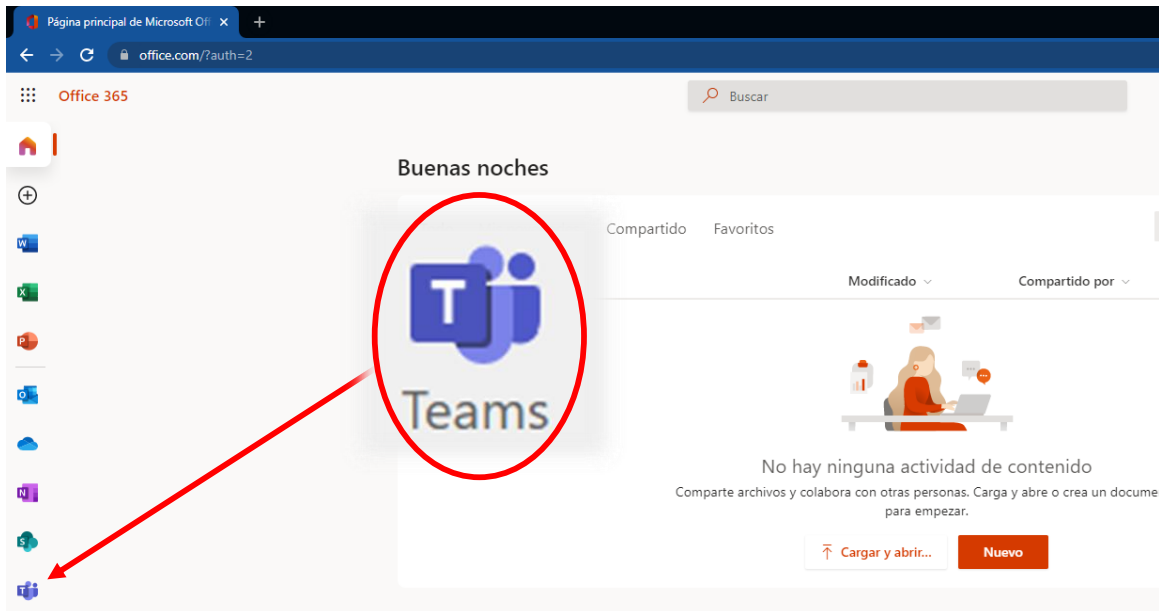 Página principal de Microsoft Of
office.com/?auth=2
Office 365
Buscar
Buenas noches
Compartido Favoritos
Modificado Compartido por
T
Teams
No hay ninguna actividad de contenido
Comparte archivos y colabora con otras personas. Carga y abre o crea un docume
para empezar.
Cargar y abrir... Nuevo
W
X
P
O
N
S
T